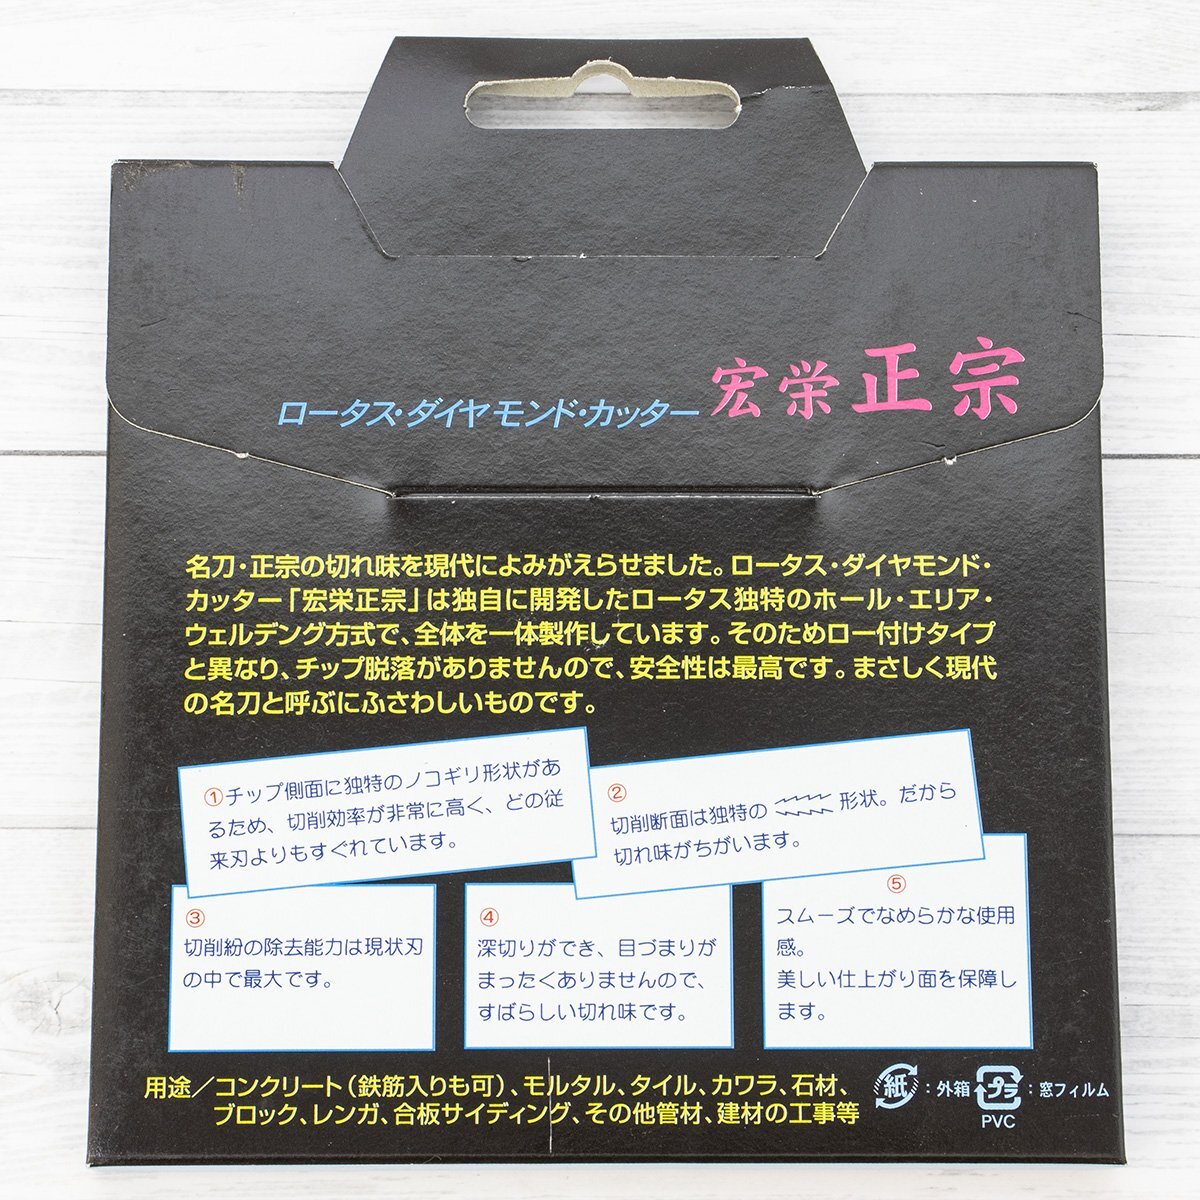 ロータス・ダイヤモンド・カッター 宏栄正宗
名刀・正宗の切れ味を現代によみがえらせました。ロータス・ダイヤモンド・
カッター「宏栄正宗」は独自に開発したロータス独特のホール・エリア・
ウェルデング方式で、全体を一体製作しています。そのためロー付けタイプ
と異なり、チップ脱落がありませんので、安全性は最高です。まさしく現代
の名刀と呼ぶにふさわしいものです。
①チップ側面に独特のノコギリ形状があ
るため、切削効率が非常に高く、どの従
来刃よりもすぐれています。
②
切削断面は独特の 形状。だから
切れ味がちがいます。
③
切削紛の除去能力は現状刃
の中で最大です。
④
深切りができ、目づまりが
まったくありませんので、
すばらしい切れ味です。
⑤
スムーズでなめらかな使用
感。
美しい仕上がり面を保障し
ます。
用途／コンクリート（鉄筋入りも可）、モルタル、タイル、カワラ、石材、
ブロック、レンガ、合板サイディング、その他管材、建材の工事等
紙：外箱 プラ：窓フィルム
PVC